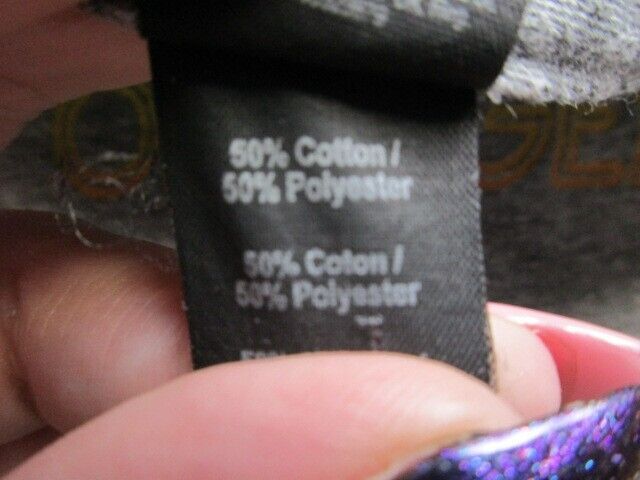 50% Cotton /
50% Polyester
50% Coton /
50% Polyester